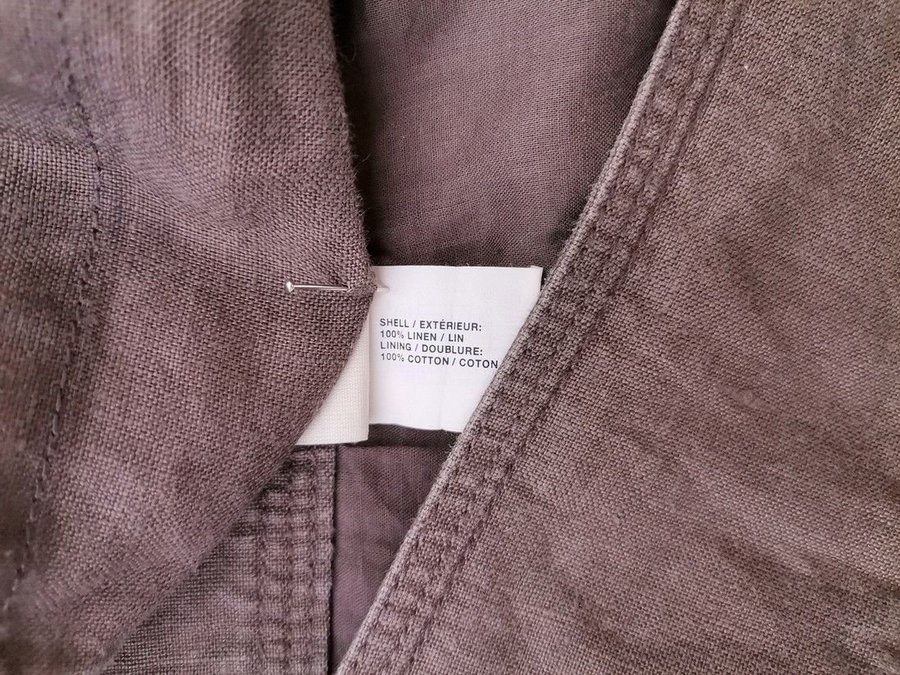 SHELL / EXTÉRIEUR:
100% LINEN / LIN
LINING / DOUBLURE:
100% COTTON / COTON